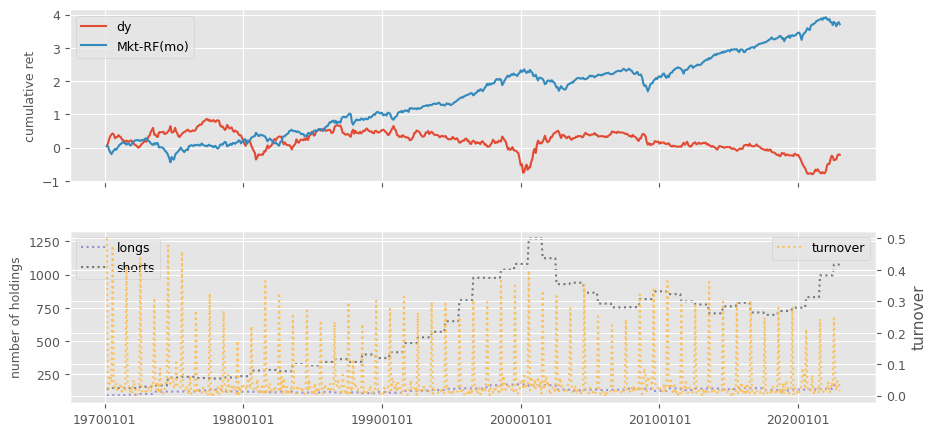 4
3
2
1
0
−1
cumulative ret
dy
Mkt-RF(mo)
1250
1000
750
500
250
number of holdings
longs
shorts
turnover
0.5
0.4
0.3
0.2
0.1
0.0
turnover
19700101
19800101
19900101
20000101
20100101
20200101